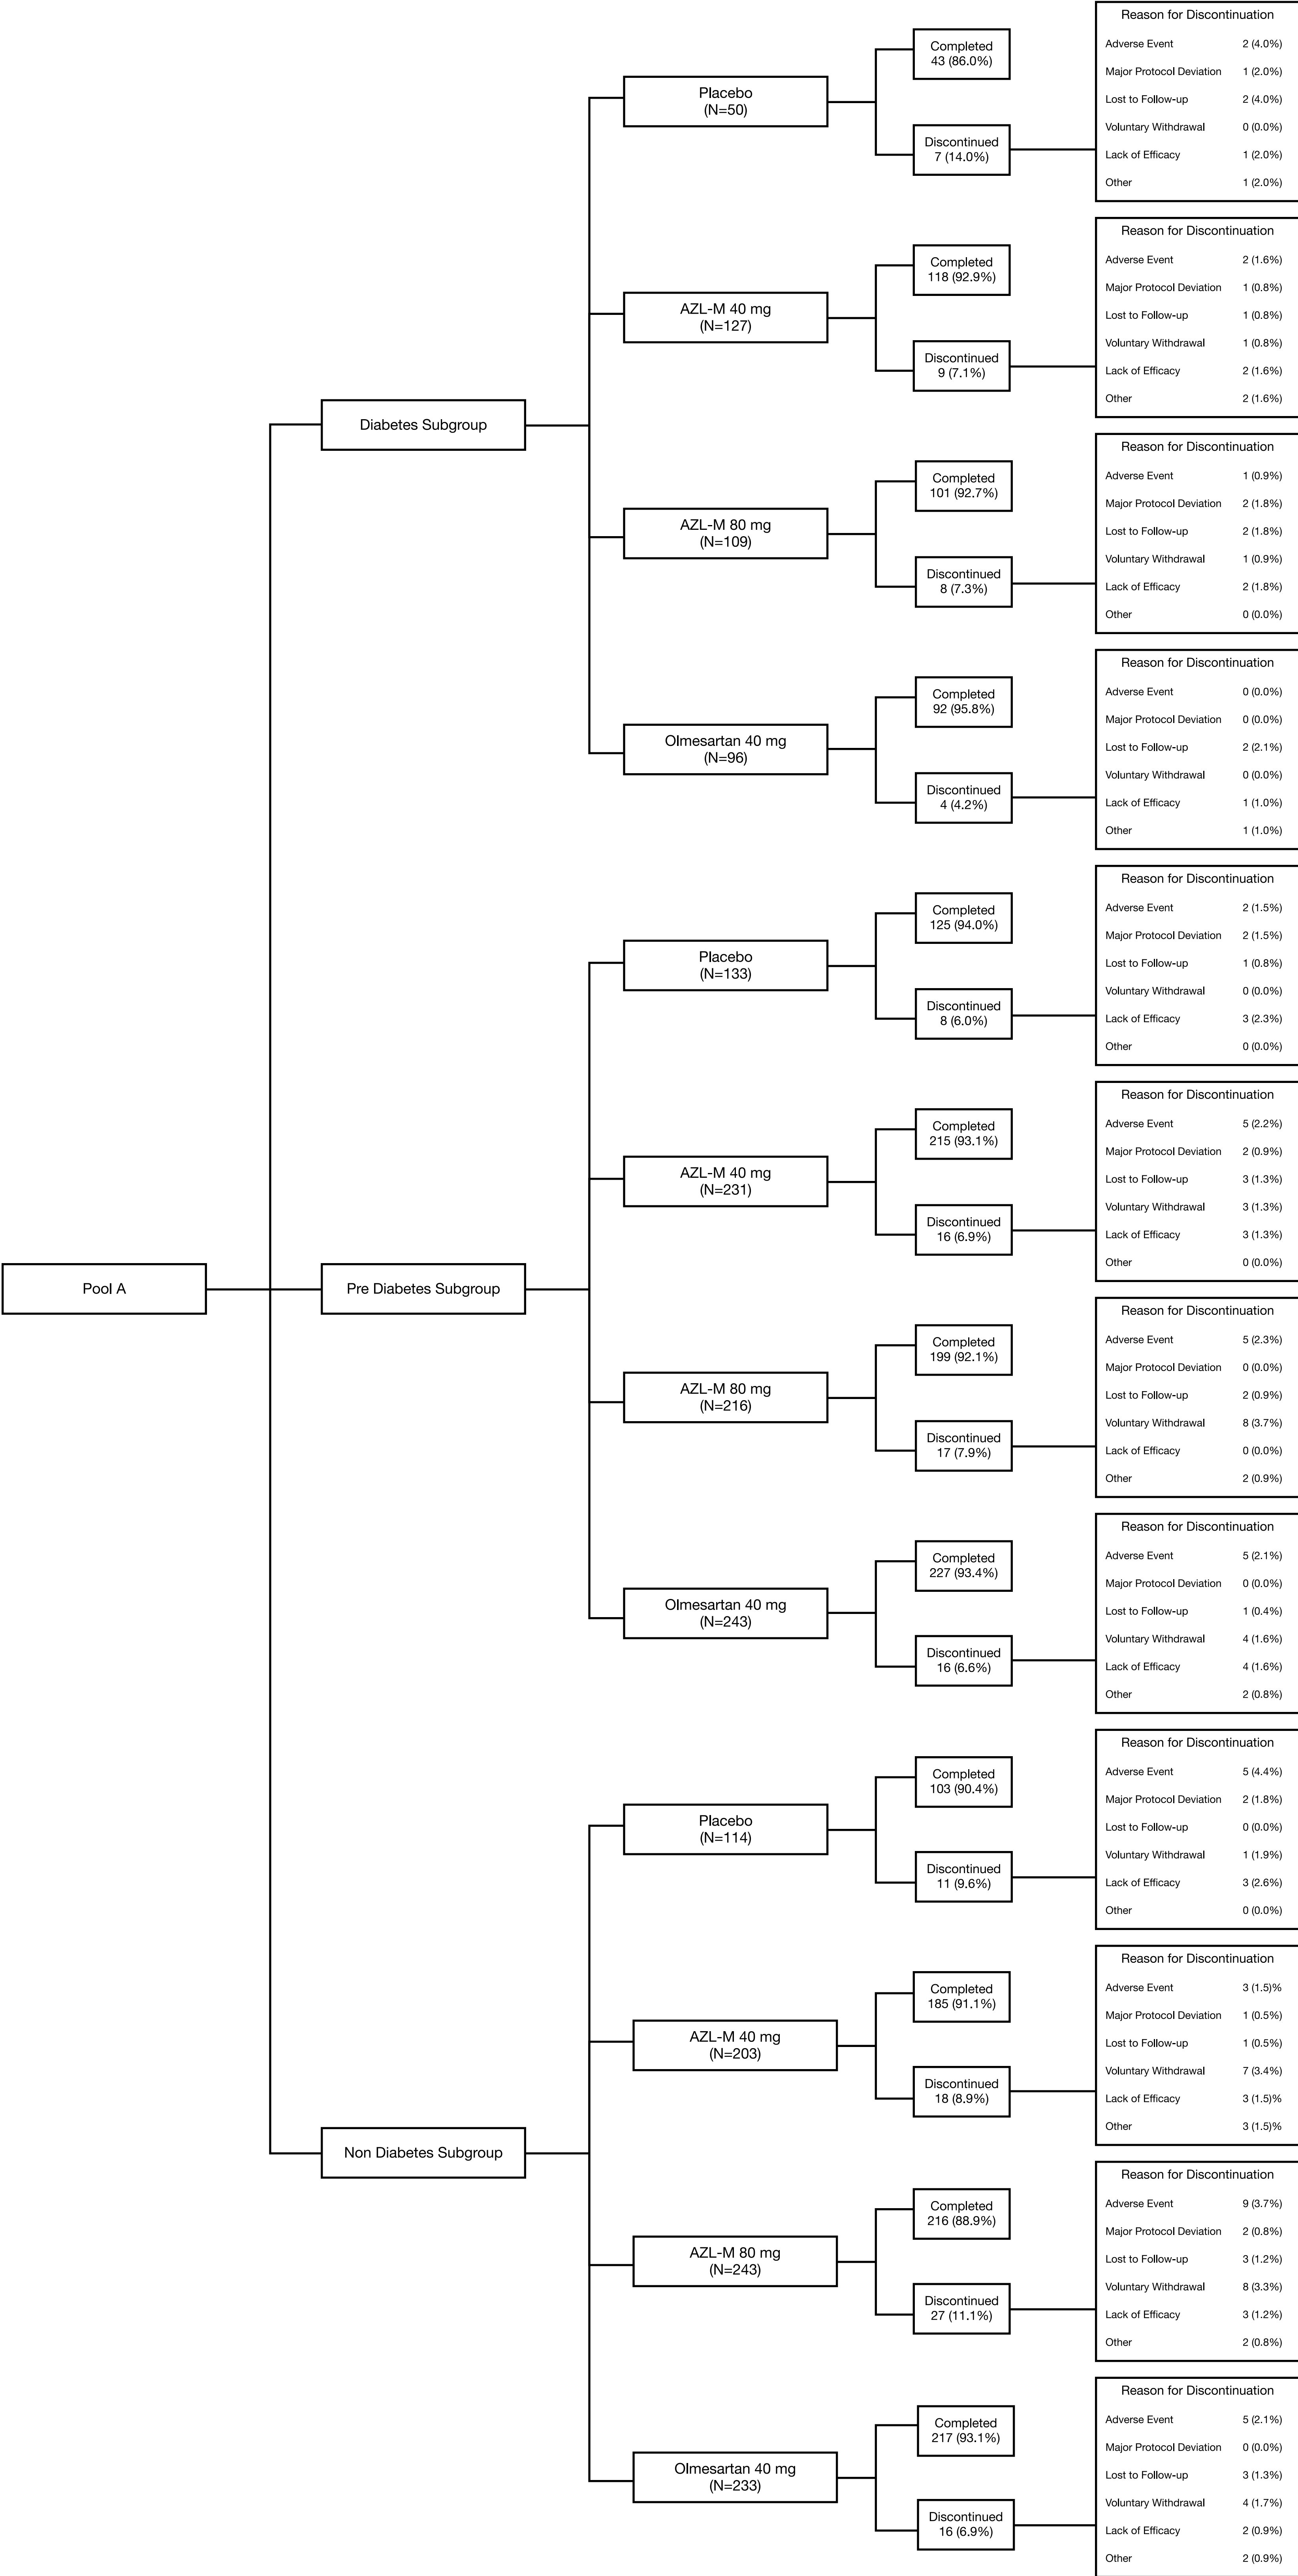 Pool A
Diabetes Subgroup
Placebo
(N=50)
Completed
43 (86.0%)
Discontinued
7 (14.0%)
Reason for Discontinuation
Adverse Event 2 (4.0%)
Major Protocol Deviation 1 (2.0%)
Lost to Follow-up 2 (4.0%)
Voluntary Withdrawal 0 (0.0%)
Lack of Efficacy 1 (2.0%)
Other 1 (2.0%)
AZL-M 40 mg
(N=127)
Completed
118 (92.9%)
Discontinued
9 (7.1%)
Reason for Discontinuation
Adverse Event 2 (1.6%)
Major Protocol Deviation 1 (0.8%)
Lost to Follow-up 1 (0.8%)
Voluntary Withdrawal 1 (0.8%)
Lack of Efficacy 2 (1.6%)
Other 2 (1.6%)
AZL-M 80 mg
(N=109)
Completed
101 (92.7%)
Discontinued
8 (7.3%)
Reason for Discontinuation
Adverse Event 1 (0.9%)
Major Protocol Deviation 2 (1.8%)
Lost to Follow-up 2 (1.8%)
Voluntary Withdrawal 1 (0.9%)
Lack of Efficacy 2 (1.8%)
Other 0 (0.0%)
Olmesartan 40 mg
(N=96)
Completed
92 (95.8%)
Discontinued
4 (4.2%)
Reason for Discontinuation
Adverse Event 0 (0.0%)
Major Protocol Deviation 0 (0.0%)
Lost to Follow-up 2 (2.1%)
Voluntary Withdrawal 0 (0.0%)
Lack of Efficacy 1 (1.0%)
Other 1 (1.0%)
Pre Diabetes Subgroup
Placebo
(N=133)
Completed
125 (94.0%)
Discontinued
8 (6.0%)
Reason for Discontinuation
Adverse Event 2 (1.5%)
Major Protocol Deviation 2 (1.5%)
Lost to Follow-up 1 (0.8%)
Voluntary Withdrawal 0 (0.0%)
Lack of Efficacy 3 (2.3%)
Other 0 (0.0%)
AZL-M 40 mg
(N=231)
Completed
215 (93.1%)
Discontinued
16 (6.9%)
Reason for Discontinuation
Adverse Event 5 (2.2%)
Major Protocol Deviation 2 (0.9%)
Lost to Follow-up 3 (1.3%)
Voluntary Withdrawal 3 (1.3%)
Lack of Efficacy 3 (1.3%)
Other 0 (0.0%)
AZL-M 80 mg
(N=216)
Completed
199 (92.1%)
Discontinued
17 (7.9%)
Reason for Discontinuation
Adverse Event 5 (2.3%)
Major Protocol Deviation 0 (0.0%)
Lost to Follow-up 2 (0.9%)
Voluntary Withdrawal 8 (3.7%)
Lack of Efficacy 0 (0.0%)
Other 2 (0.9%)
Olmesartan 40 mg
(N=243)
Completed
227 (93.4%)
Discontinued
16 (6.6%)
Reason for Discontinuation
Adverse Event 5 (2.1%)
Major Protocol Deviation 0 (0.0%)
Lost to Follow-up 1 (0.4%)
Voluntary Withdrawal 4 (1.6%)
Lack of Efficacy 4 (1.6%)
Other 2 (0.8%)
Non Diabetes Subgroup
Placebo
(N=114)
Completed
103 (90.4%)
Discontinued
11 (9.6%)
Reason for Discontinuation
Adverse Event 5 (4.4%)
Major Protocol Deviation 2 (1.8%)
Lost to Follow-up 0 (0.0%)
Voluntary Withdrawal 1 (1.9%)
Lack of Efficacy 3 (2.6%)
Other 0 (0.0%)
AZL-M 40 mg
(N=203)
Completed
185 (91.1%)
Discontinued
18 (8.9%)
Reason for Discontinuation
Adverse Event 3 (1.5)%
Major Protocol Deviation 1 (0.5%)
Lost to Follow-up 1 (0.5%)
Voluntary Withdrawal 7 (3.4%)
Lack of Efficacy 3 (1.5)%
Other 3 (1.5)%
AZL-M 80 mg
(N=243)
Completed
216 (88.9%)
Discontinued
27 (11.1%)
Reason for Discontinuation
Adverse Event 9 (3.7%)
Major Protocol Deviation 2 (0.8%)
Lost to Follow-up 3 (1.2%)
Voluntary Withdrawal 8 (3.3%)
Lack of Efficacy 3 (1.2%)
Other 2 (0.8%)
Olmesartan 40 mg
(N=233)
Completed
217 (93.1%)
Discontinued
16 (6.9%)
Reason for Discontinuation
Adverse Event 5 (2.1%)
Major Protocol Deviation 0 (0.0%)
Lost to Follow-up 3 (1.3%)
Voluntary Withdrawal 4 (1.7%)
Lack of Efficacy 2 (0.9%)
Other 2 (0.9%)